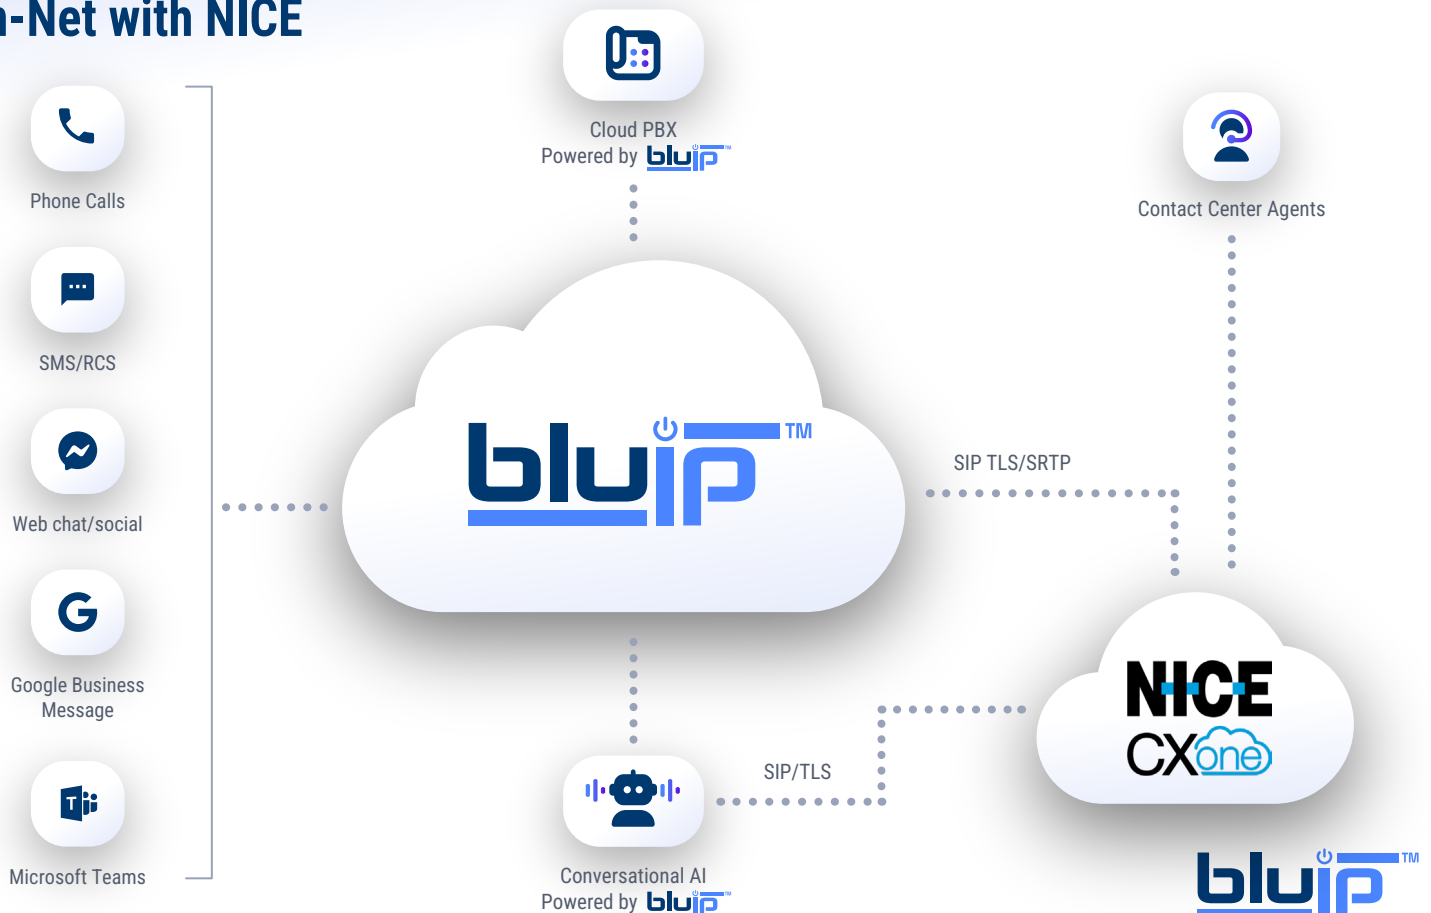 -Net with NICE
Phone Calls
SMS/RCS
Web chat/social
Google Business
Message
Microsoft Teams
Cloud PBX
Powered by bluip™
bluip™
Conversational AI
Powered by bluip™
SIP TLS/SRTP
SIP/TLS
Contact Center Agents
NICE
CXone
bluip™